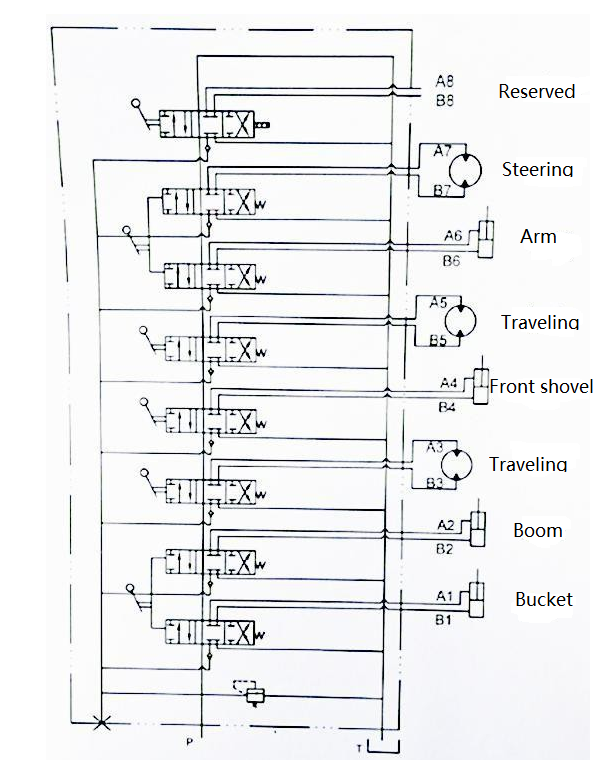 A8
B8
Reserved
A7
B7
Steering
A6
B6
Arm
A5
B5
Traveling
A4
B4
Front shovel
A3
B3
Traveling
A2
B2
Boom
A1
B1
Bucket
P
T